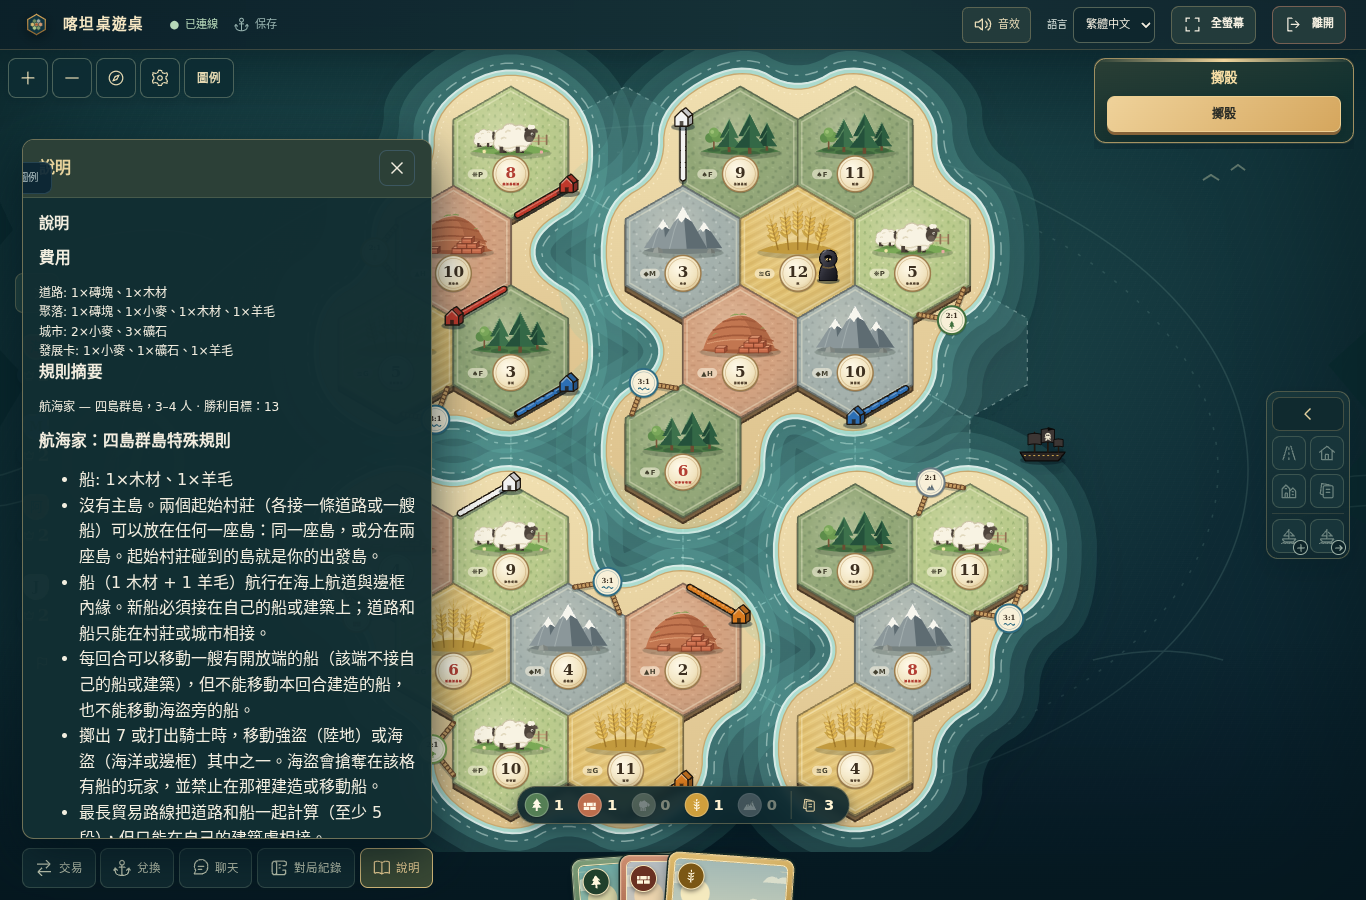 喀坦桌遊桌
已連線
保存
音效
語言
繁體中文
全螢幕
離開
圖例
擲骰
擲骰
說明
圖例
說明
費用
道路: 1×磚塊、1×木材
聚落: 1×磚塊、1×小麥、1×木材、1×羊毛
城市: 2×小麥、3×礦石
發展卡: 1×小麥、1×礦石、1×羊毛
規則摘要
航海家 — 四島群島，3–4 人 · 勝利目標：13
航海家：四島群島特殊規則
• 船: 1×木材、1×羊毛
• 沒有主島。兩個起始村莊（各接一條道路或一艘
船）可以放在任何一座島：同一座島，或分在兩
座島。起始村莊碰到的島就是你的出發島。
• 船（1 木材 + 1 羊毛）航行在海上航道與邊框
內緣。新船必須接在自己的船或建築上；道路和
船只能在村莊或城市相接。
• 每回合可以移動一艘有開放端的船（該端不接自
己的船或建築），但不能移動本回合建造的船，
也不能移動海盜旁的船。
• 擲出 7 或打出騎士時，移動強盜（陸地）或海
盜（海洋或邊框）其中之一。海盜會搶奪在該格
有船的玩家，並禁止在那裡建造或移動船。
• 最長貿易路線把道路和船一起計算（至少 5
段），但只能在自己的建築處相接。
P 8
F 9
F 11
10
M 3
G 12
P 5
2:1
F 3
H 5
M 10
3:1
3:1
F 6
2:1
P 9
F 9
P 11
3:1
3:1
6
M 4
H 2
M 8
:1
P 10
G 11
G 4
1 1 0 1 0 3
交易
兌換
聊天
對局紀錄
說明